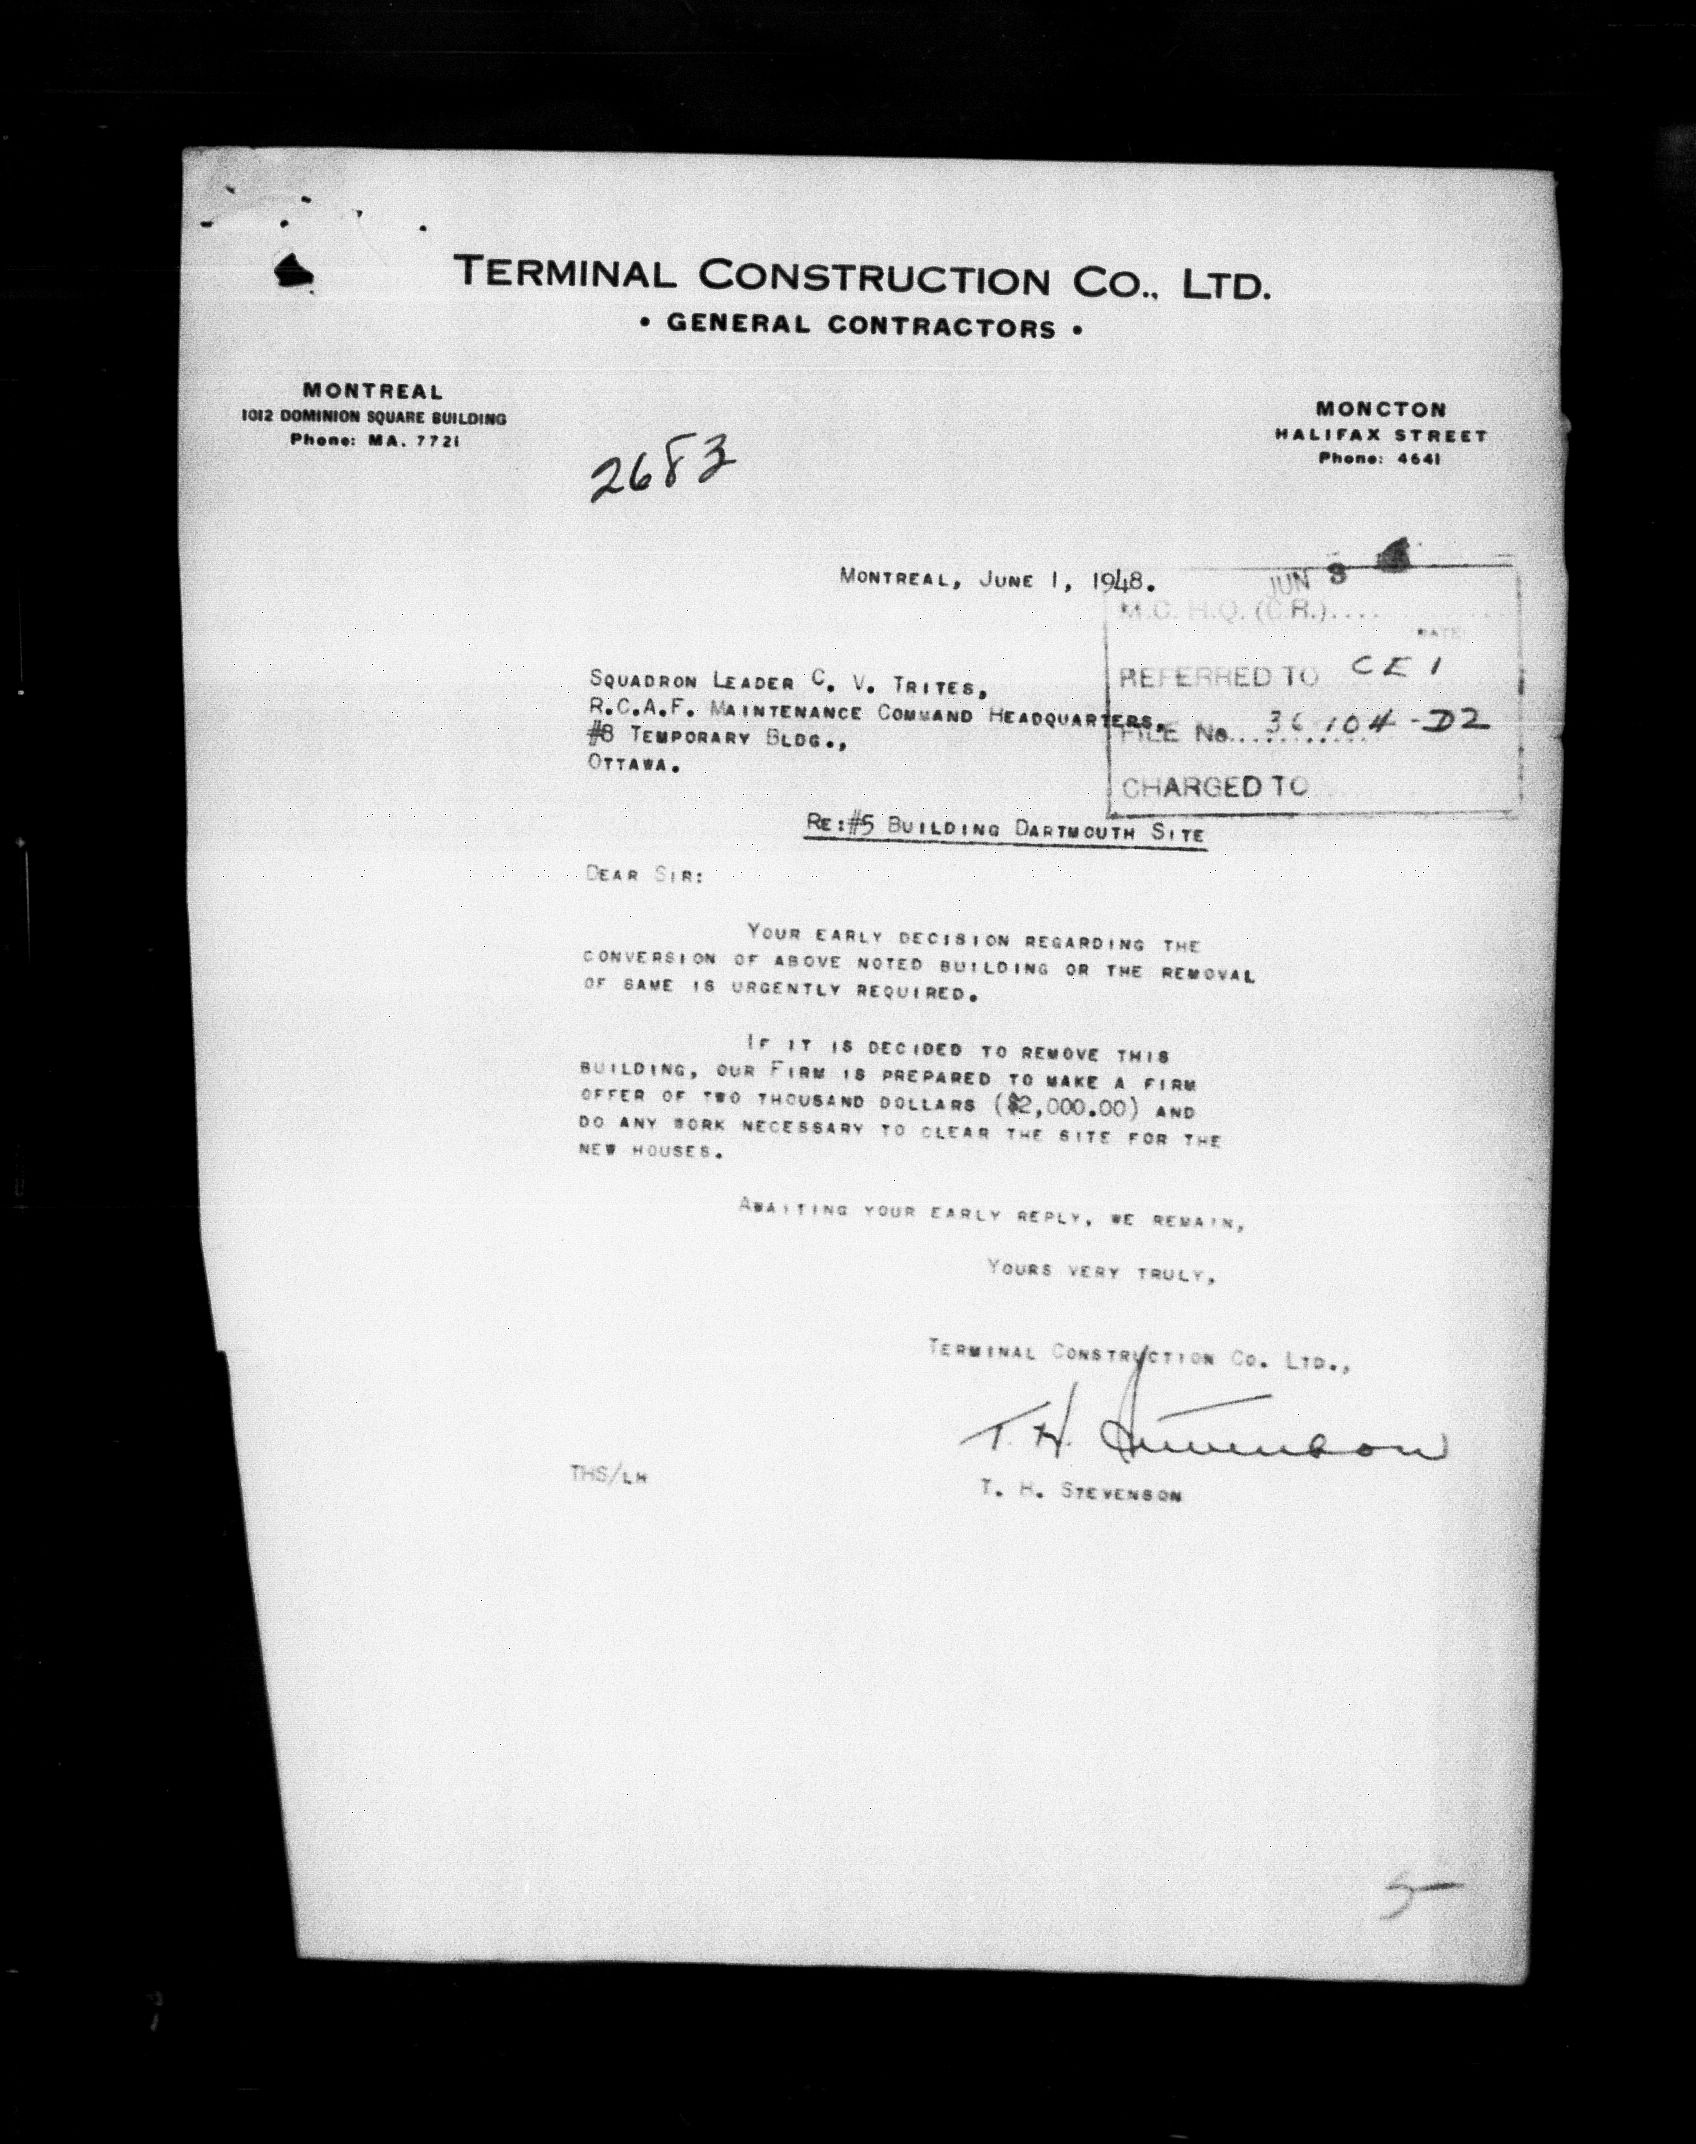 TERMINAL CONSTRUCTION CO., LTD.
• GENERAL CONTRACTORS •
MONTREAL
1012 DOMINION SQUARE BUILDING
Phone: MA. 7721
MONCTON
HALIFAX STREET
Phone: 4641
2683
MONTREAL, JUNE 1, 1948.
JUN 3
M.C. H.Q. (C.R.)....
DATE
REFERRED TO CE 1
FILE No............ 36 104-D2
CHARGED TO
SQUADRON LEADER C. V. TRITES,
R.C.A.F. MAINTENANCE COMMAND HEADQUARTERS,
#8 TEMPORARY BLDG.,
OTTAWA.
RE:#5 BUILDING DARTMOUTH SITE
DEAR SIR:
YOUR EARLY DECISION REGARDING THE
CONVERSION OF ABOVE NOTED BUILDING OR THE REMOVAL
OF SAME IS URGENTLY REQUIRED.
IF IT IS DECIDED TO REMOVE THIS
BUILDING, OUR FIRM IS PREPARED TO MAKE A FIRM
OFFER OF TWO THOUSAND DOLLARS ($2,000.00) AND
DO ANY WORK NECESSARY TO CLEAR THE SITE FOR THE
NEW HOUSES.
AWAITING YOUR EARLY REPLY, WE REMAIN,
YOURS VERY TRULY,
TERMINAL CONSTRUCTION CO. LTD.,
T. H. Stevenson
THS/LH
T. H. STEVENSON
5